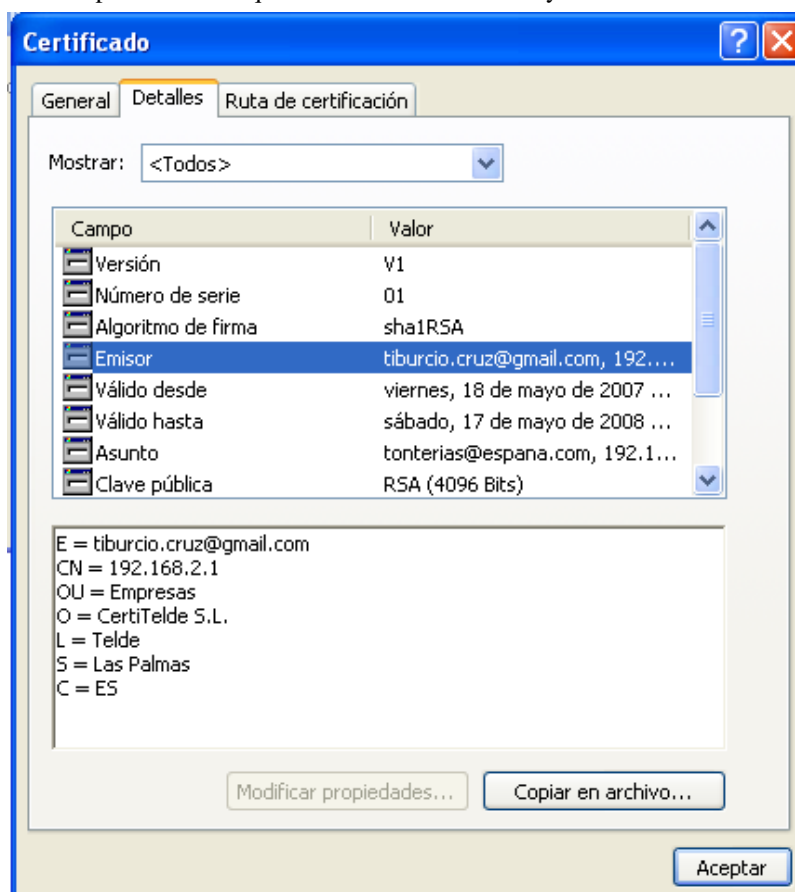 Certificado
General Detalles Ruta de certificación
Mostrar: <Todos>
Campo Valor
Versión V1
Número de serie 01
Algoritmo de firma sha1RSA
Emisor tiburcio.cruz@gmail.com, 192....
Válido desde viernes, 18 de mayo de 2007 ...
Válido hasta sábado, 17 de mayo de 2008 ...
Asunto tonterias@espana.com, 192.1...
Clave pública RSA (4096 Bits)
E = tiburcio.cruz@gmail.com
CN = 192.168.2.1
OU = Empresas
O = CertiTelde S.L.
L = Telde
S = Las Palmas
C = ES
Modificar propiedades... Copiar en archivo...
Aceptar